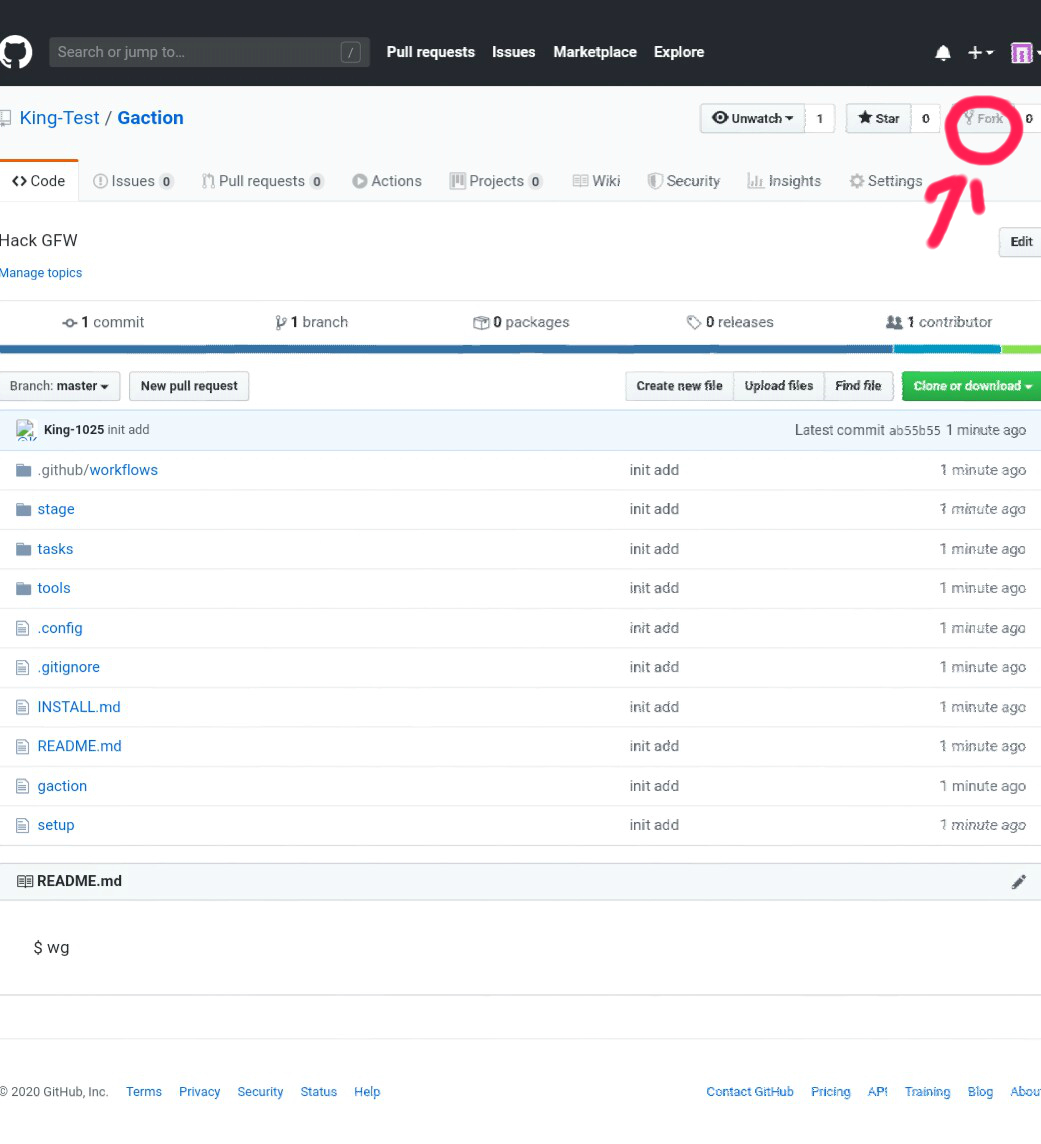 Search or jump to… / Pull requests Issues Marketplace Explore
King-Test / Gaction Unwatch 1 Star 0 Fork 0
Code Issues 0 Pull requests 0 Actions Projects 0 Wiki Security Insights Settings
Hack GFW Edit
Manage topics
1 commit 1 branch 0 packages 0 releases 1 contributor
Branch: master New pull request Create new file Upload files Find file Clone or download
King-1025 init add Latest commit ab55b55 1 minute ago
.github/workflows init add 1 minute ago
stage init add 1 minute ago
tasks init add 1 minute ago
tools init add 1 minute ago
.config init add 1 minute ago
.gitignore init add 1 minute ago
INSTALL.md init add 1 minute ago
README.md init add 1 minute ago
gaction init add 1 minute ago
setup init add 1 minute ago
README.md
$ wg
© 2020 GitHub, Inc. Terms Privacy Security Status Help Contact GitHub Pricing API Training Blog About